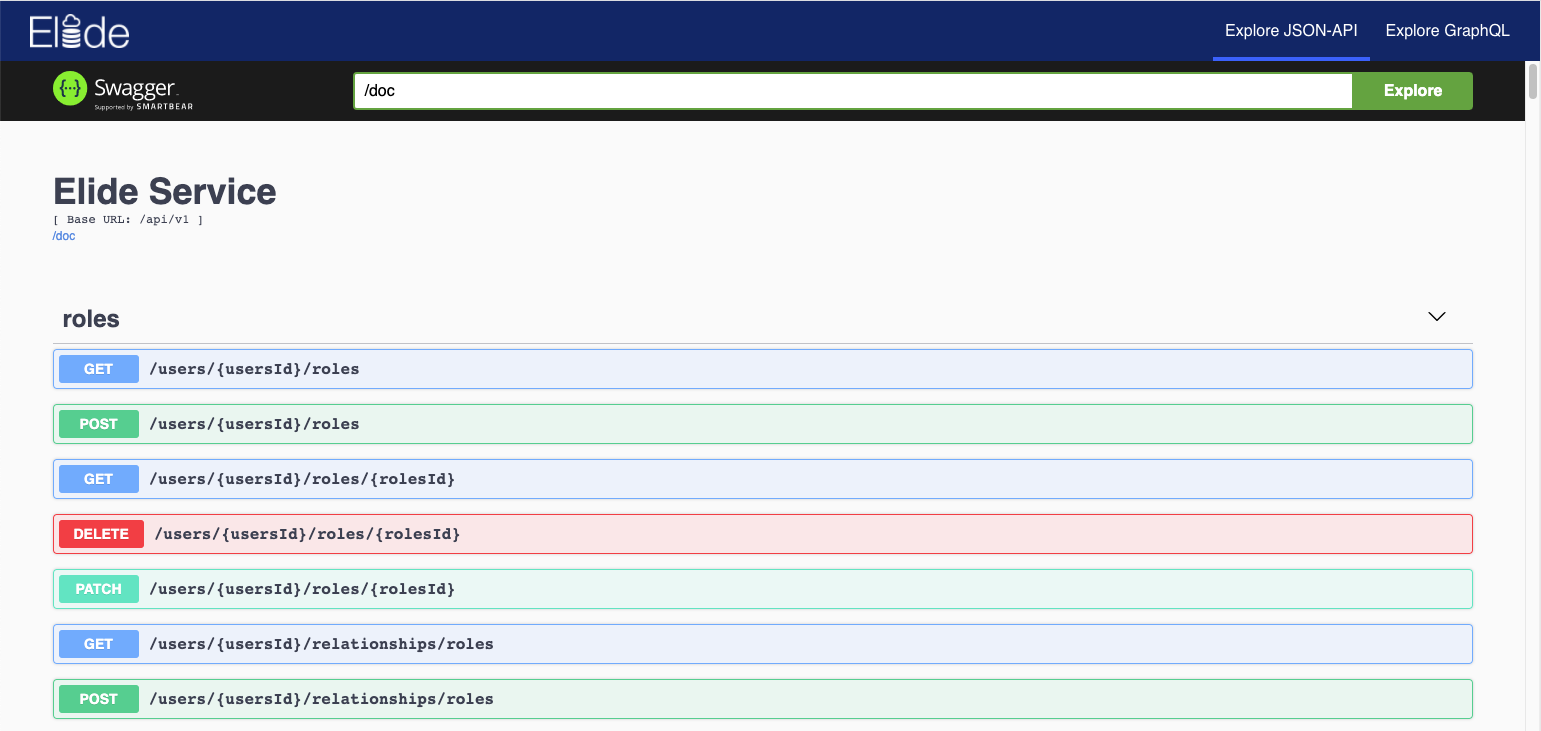 Elide
Explore JSON-API
Explore GraphQL
{···} Swagger
Supported by SMARTBEAR
/doc
Explore
Elide Service
[ Base URL: /api/v1 ]
/doc
roles
GET /users/{usersId}/roles
POST /users/{usersId}/roles
GET /users/{usersId}/roles/{rolesId}
DELETE /users/{usersId}/roles/{rolesId}
PATCH /users/{usersId}/roles/{rolesId}
GET /users/{usersId}/relationships/roles
POST /users/{usersId}/relationships/roles